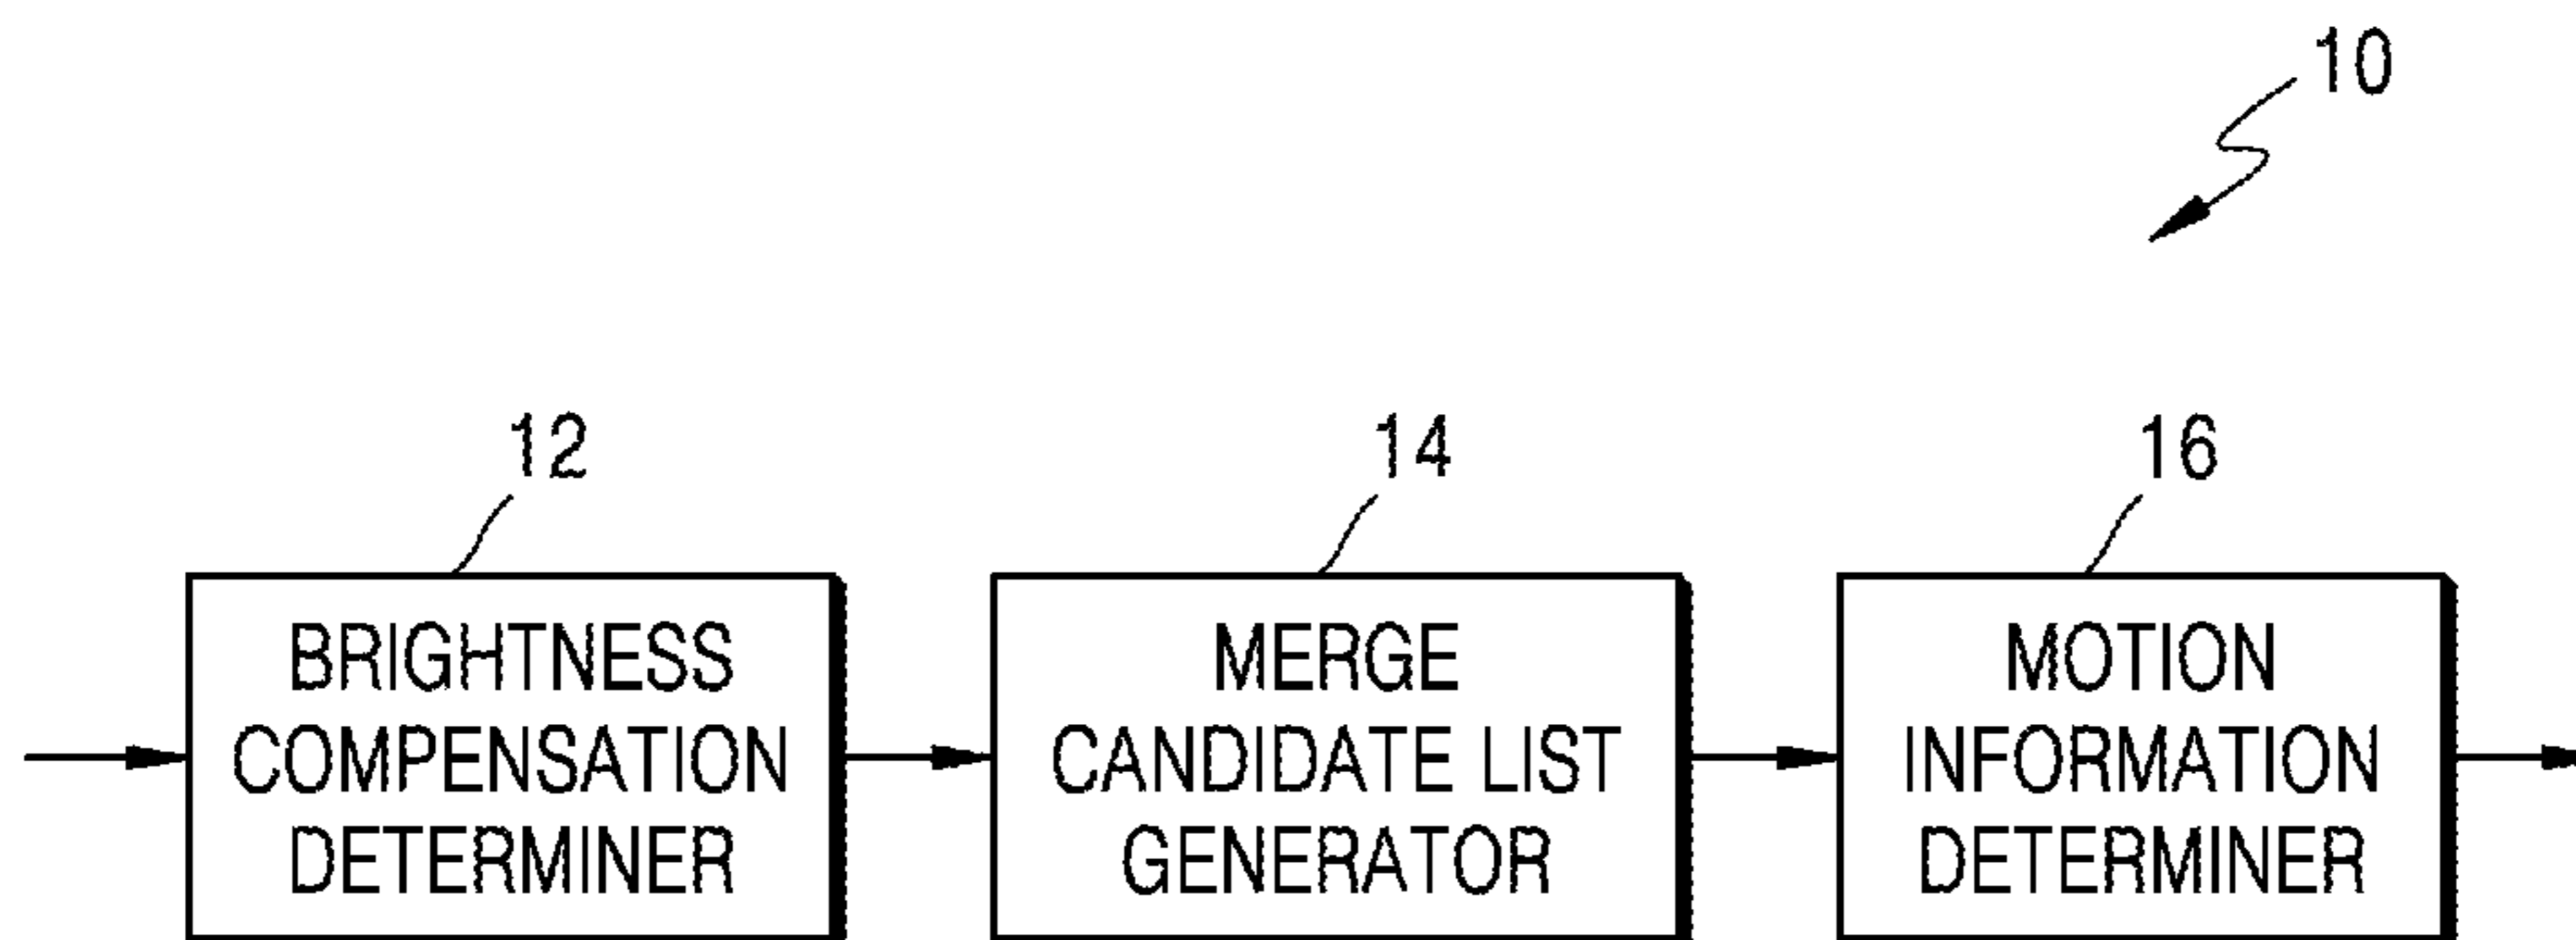 10
12
14
16
BRIGHTNESS
COMPENSATION
DETERMINER
MERGE
CANDIDATE LIST
GENERATOR
MOTION
INFORMATION
DETERMINER